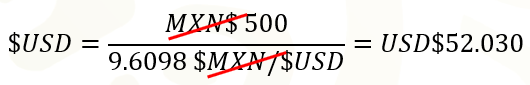 $USD = MXN$ 500 / 9.6098 $MXN/$USD = USD$52.030